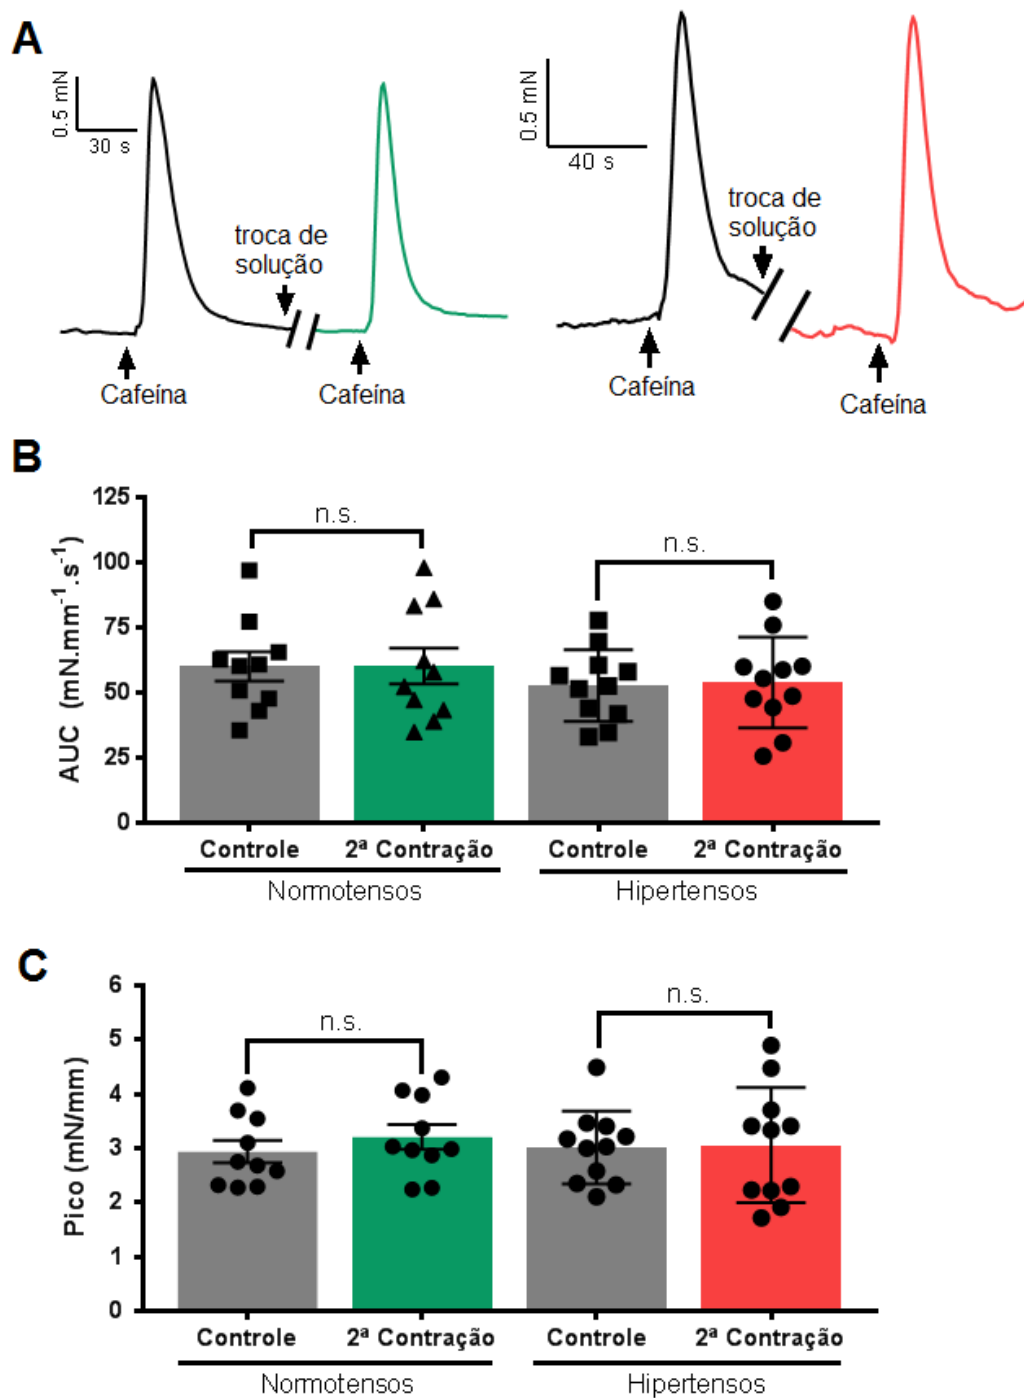 A
0.5 mN
30 s
troca de
solução
Cafeína
Cafeína
0.5 mN
40 s
troca de
solução
Cafeína
Cafeína
B
AUC (mN.mm⁻¹.s⁻¹)
125
100
75
50
25
0
n.s.
n.s.
Controle
2ª Contração
Controle
2ª Contração
Normotensos
Hipertensos
C
Pico (mN/mm)
6
5
4
3
2
1
0
n.s.
n.s.
Controle
2ª Contração
Controle
2ª Contração
Normotensos
Hipertensos